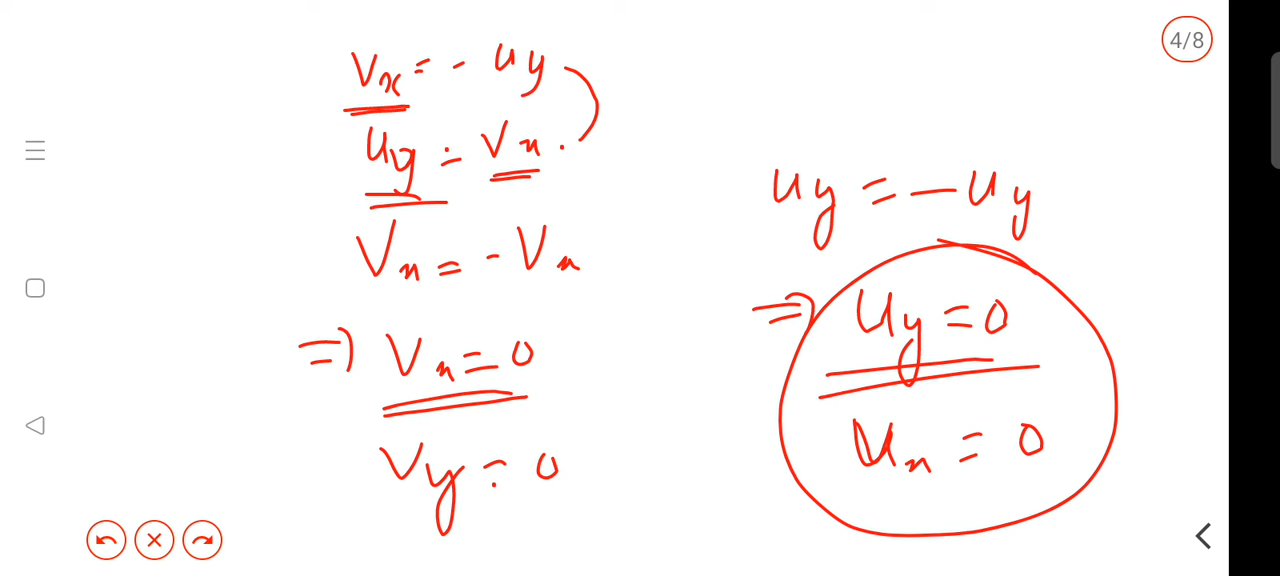 4/8
Vx = - uy
uy = Vx.
Vx = - Vx
=) Vx = 0
Vy = 0
uy = - uy
=) uy = 0
ux = 0